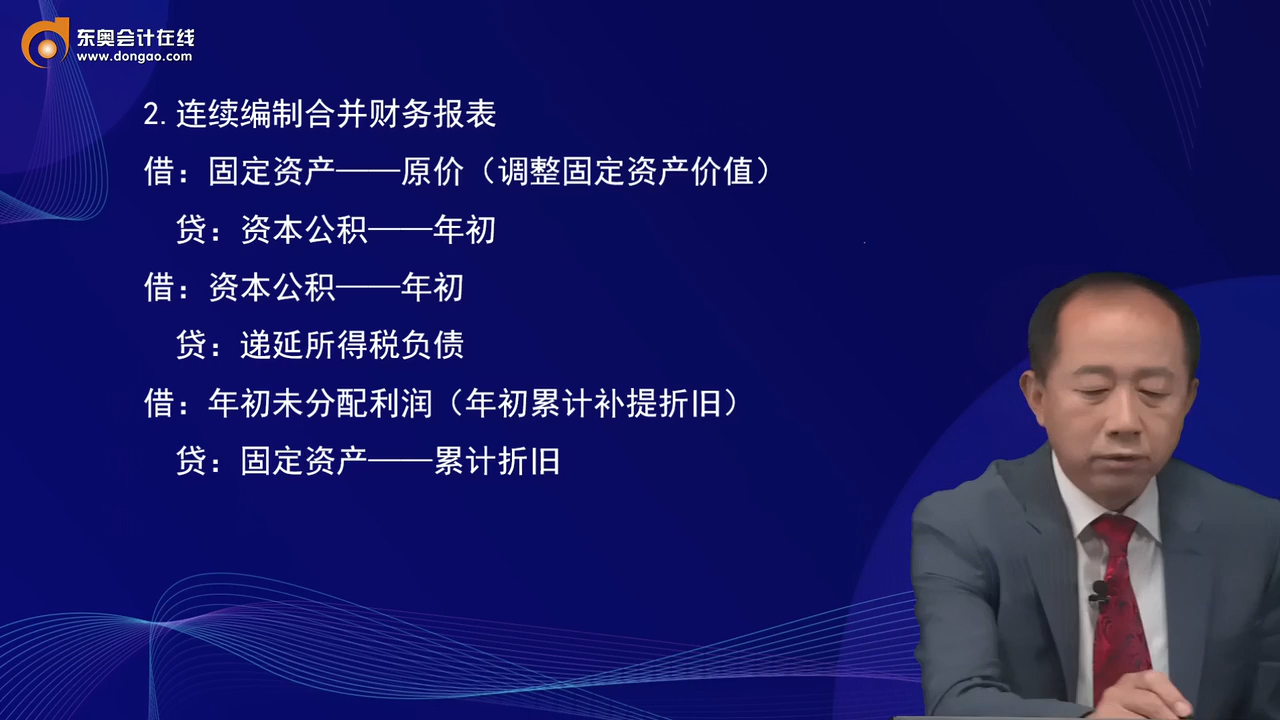 东奥会计在线
www.dongao.com
2.连续编制合并财务报表
借：固定资产——原价（调整固定资产价值）
贷：资本公积——年初
借：资本公积——年初
贷：递延所得税负债
借：年初未分配利润（年初累计补提折旧）
贷：固定资产——累计折旧